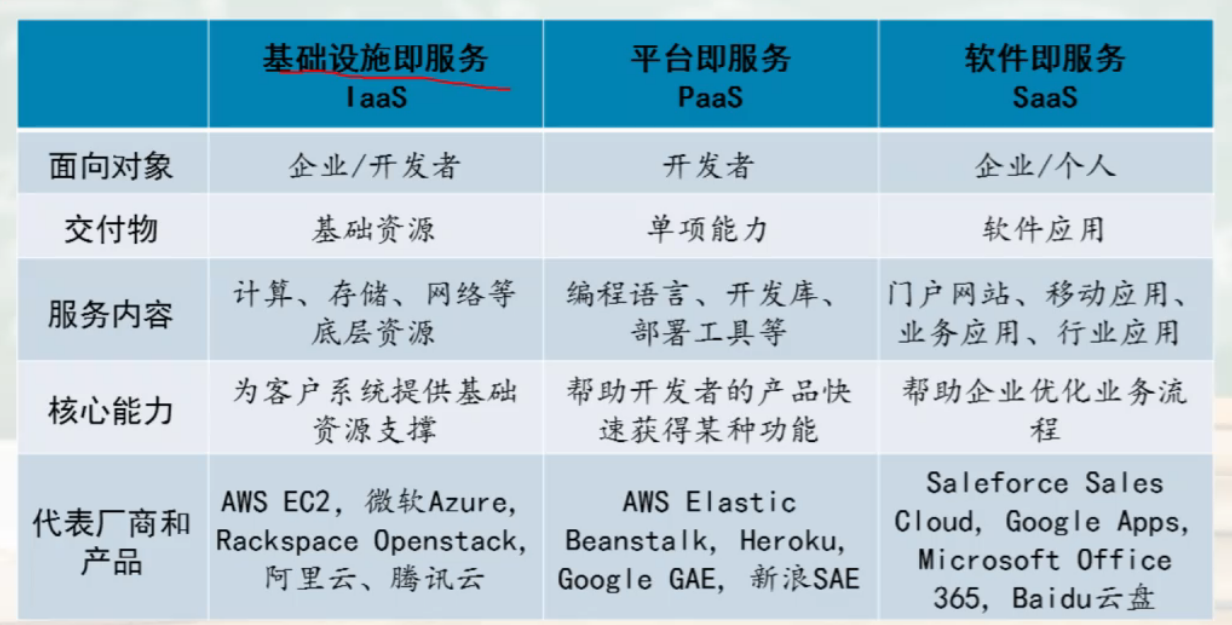 基础设施即服务
IaaS
平台即服务
PaaS
软件即服务
SaaS
面向对象
企业/开发者
开发者
企业/个人
交付物
基础资源
单项能力
软件应用
服务内容
计算、存储、网络等
底层资源
编程语言、开发库、
部署工具等
门户网站、移动应用、
业务应用、行业应用
核心能力
为客户系统提供基础
资源支撑
帮助开发者的产品快
速获得某种功能
帮助企业优化业务流
程
代表厂商和
产品
AWS EC2, 微软Azure,
Rackspace Openstack,
阿里云、腾讯云
AWS Elastic
Beanstalk, Heroku,
Google GAE, 新浪SAE
Saleforce Sales
Cloud, Google Apps,
Microsoft Office
365, Baidu云盘